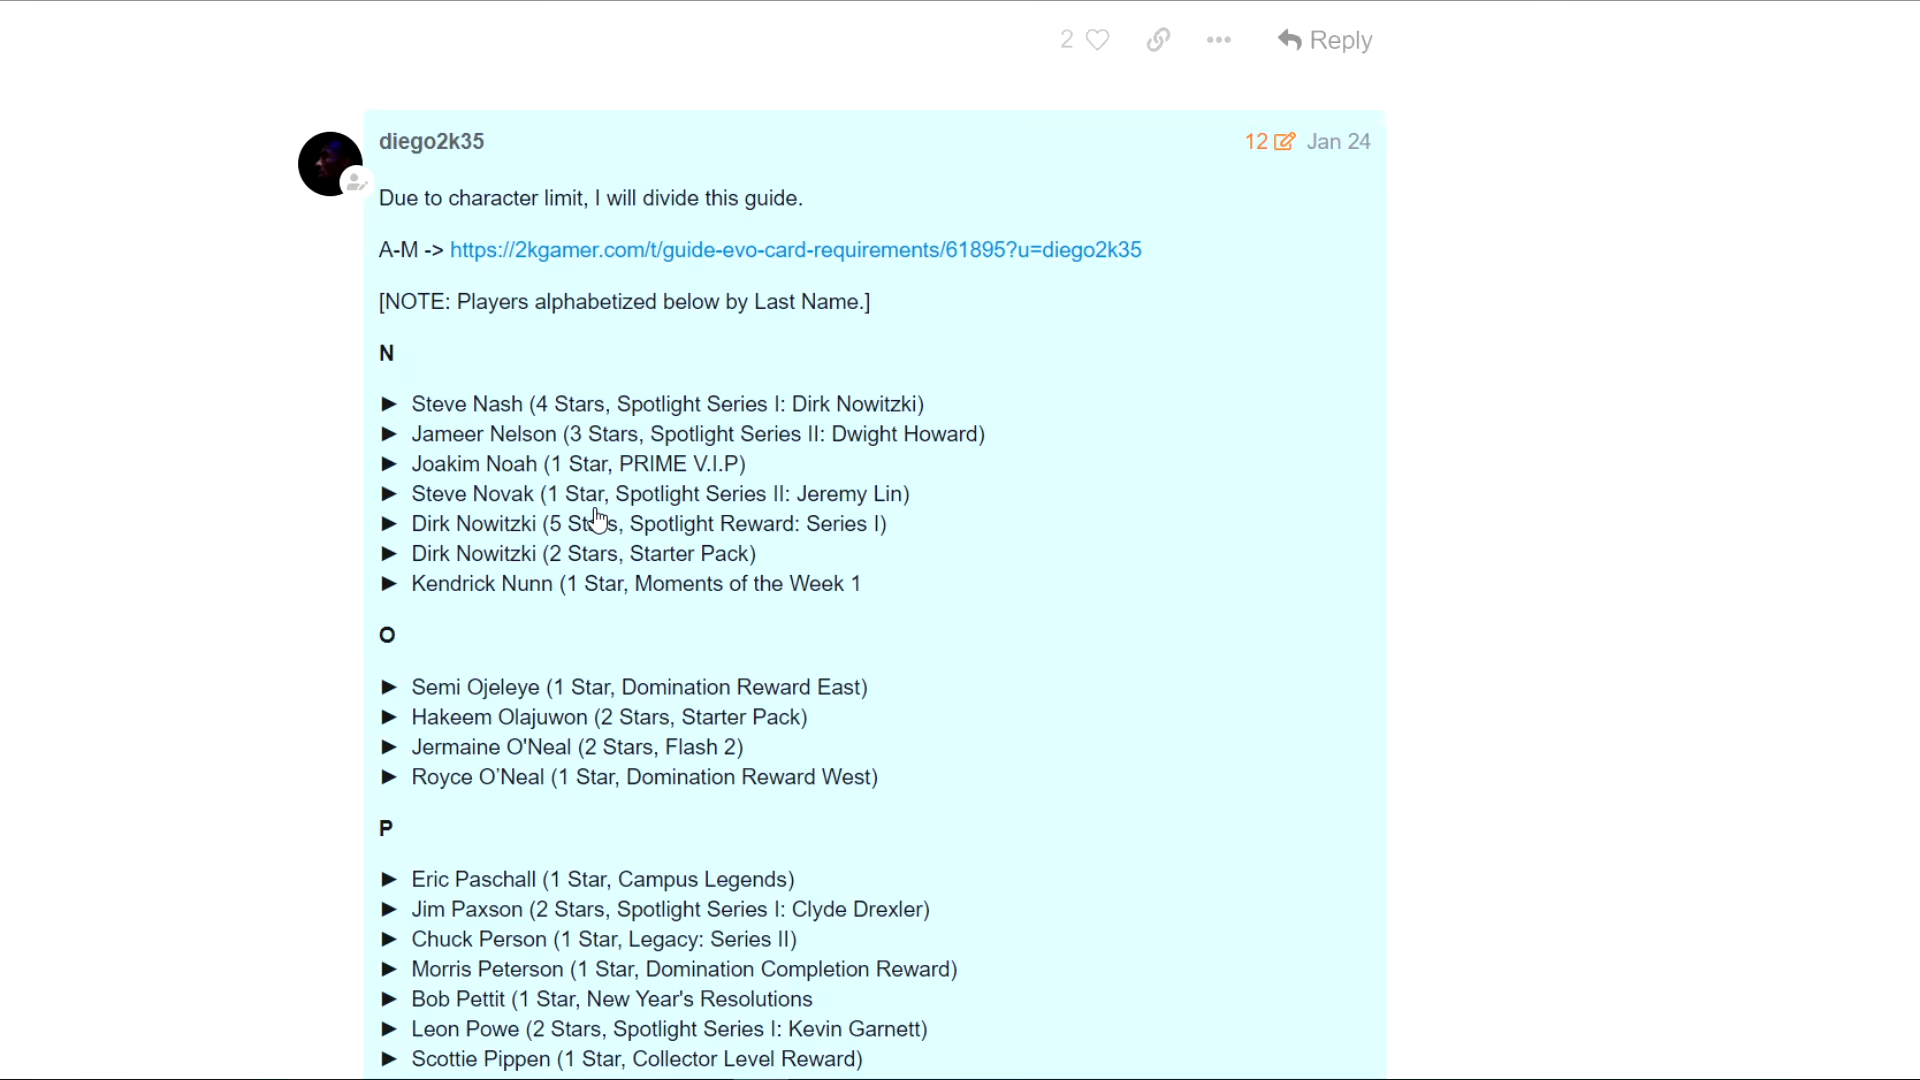 2 Reply
diego2k35 12 Jan 24
Due to character limit, I will divide this guide.
A-M -> https://2kgamer.com/t/guide-evo-card-requirements/61895?u=diego2k35
[NOTE: Players alphabetized below by Last Name.]
N
► Steve Nash (4 Stars, Spotlight Series I: Dirk Nowitzki)
► Jameer Nelson (3 Stars, Spotlight Series II: Dwight Howard)
► Joakim Noah (1 Star, PRIME V.I.P)
► Steve Novak (1 Star, Spotlight Series II: Jeremy Lin)
► Dirk Nowitzki (5 Stars, Spotlight Reward: Series I)
► Dirk Nowitzki (2 Stars, Starter Pack)
► Kendrick Nunn (1 Star, Moments of the Week 1
O
► Semi Ojeleye (1 Star, Domination Reward East)
► Hakeem Olajuwon (2 Stars, Starter Pack)
► Jermaine O'Neal (2 Stars, Flash 2)
► Royce O’Neal (1 Star, Domination Reward West)
P
► Eric Paschall (1 Star, Campus Legends)
► Jim Paxson (2 Stars, Spotlight Series I: Clyde Drexler)
► Chuck Person (1 Star, Legacy: Series II)
► Morris Peterson (1 Star, Domination Completion Reward)
► Bob Pettit (1 Star, New Year's Resolutions
► Leon Powe (2 Stars, Spotlight Series I: Kevin Garnett)
► Scottie Pippen (1 Star, Collector Level Reward)